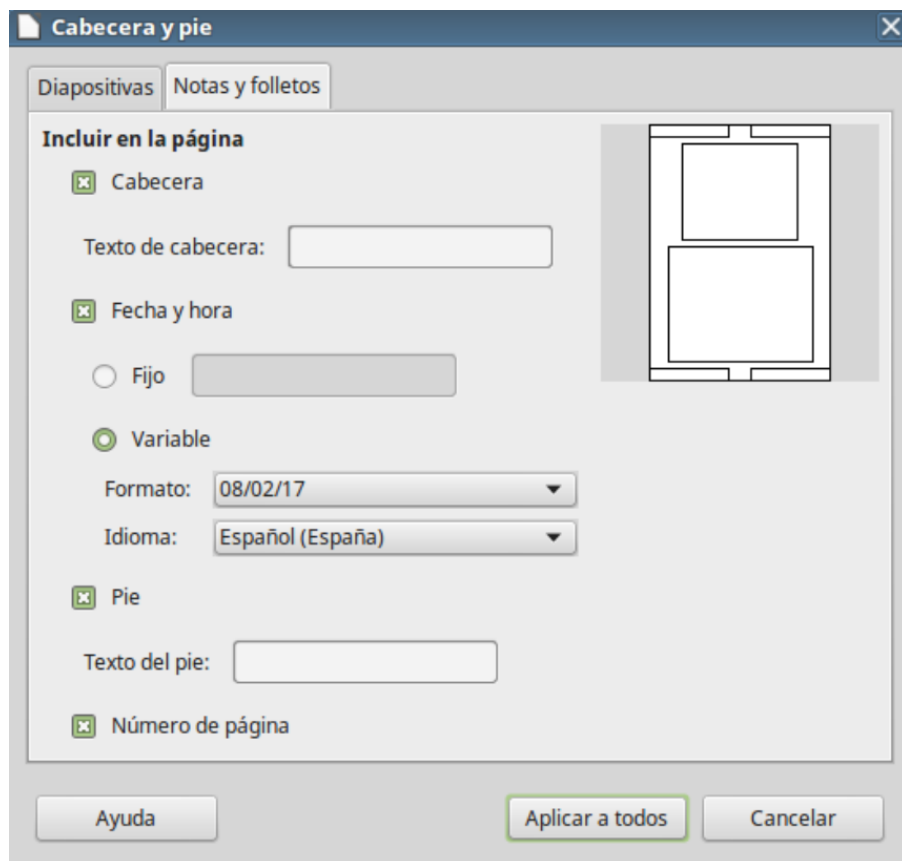 Cabecera y pie
Diapositivas Notas y folletos
Incluir en la página
Cabecera
Texto de cabecera:
Fecha y hora
Fijo
Variable
Formato: 08/02/17
Idioma: Español (España)
Pie
Texto del pie:
Número de página
Ayuda Aplicar a todos Cancelar